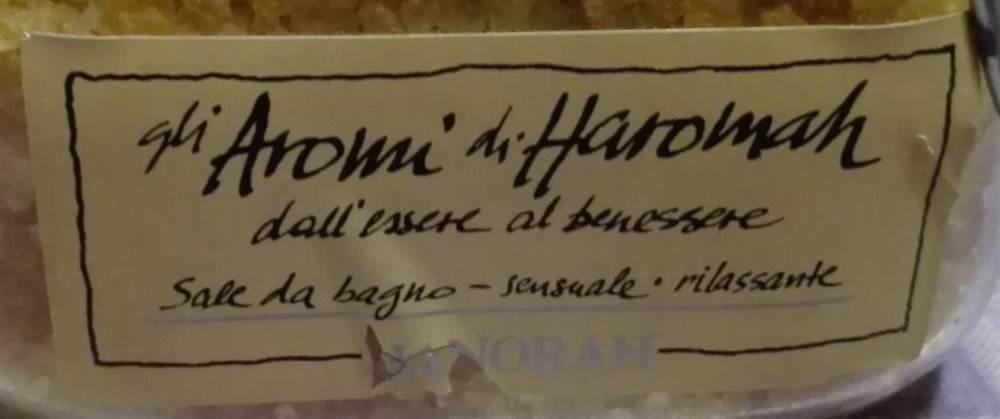 gli Aromi di Haromah
dall'essere al benessere
Sale da bagno - sensuale · rilassante